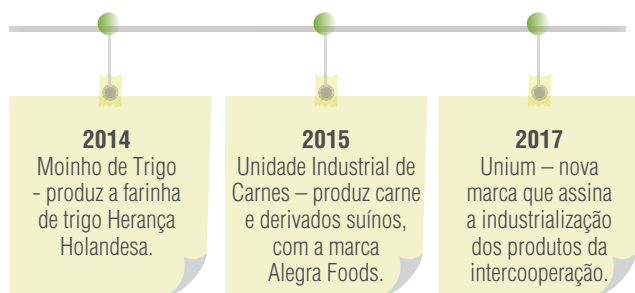 2014
Moinho de Trigo
- produz a farinha
de trigo Herança
Holandesa.
2015
Unidade Industrial de
Carnes – produz carne
e derivados suínos,
com a marca
Alegra Foods.
2017
Unium – nova
marca que assina
a industrialização
dos produtos da
intercooperação.